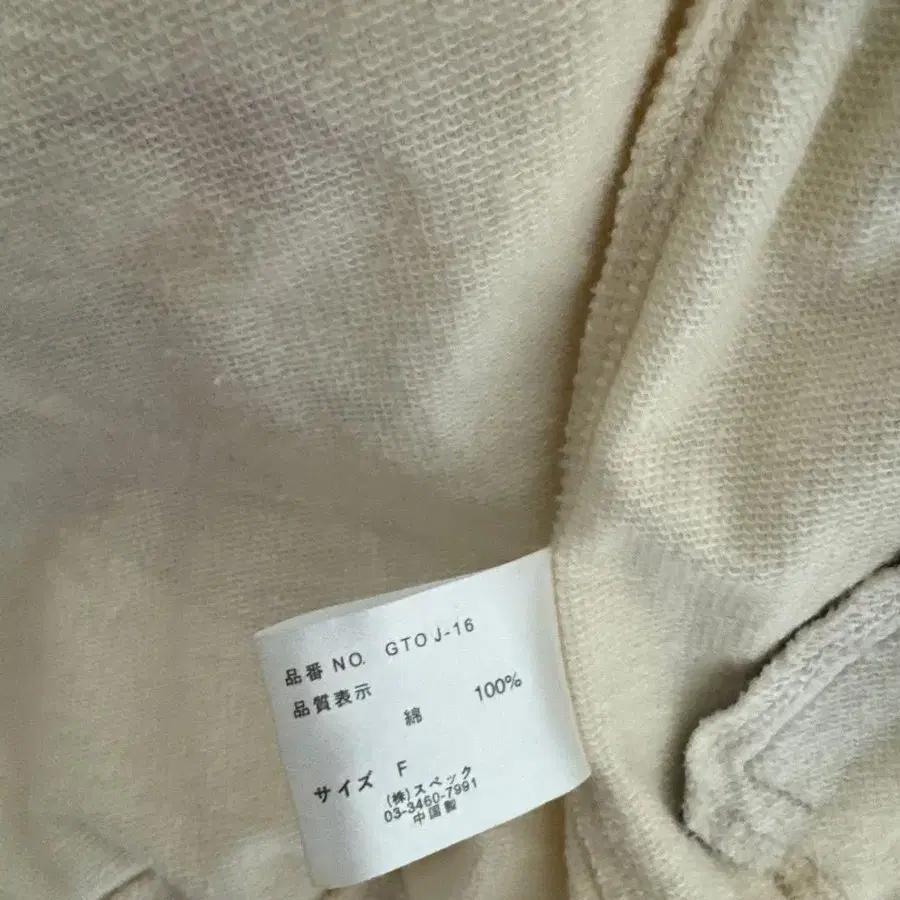 品番 NO. GTO J-16
品質表示
綿 100%
サイズ F
(株)スペック
03-3460-7991
中国製